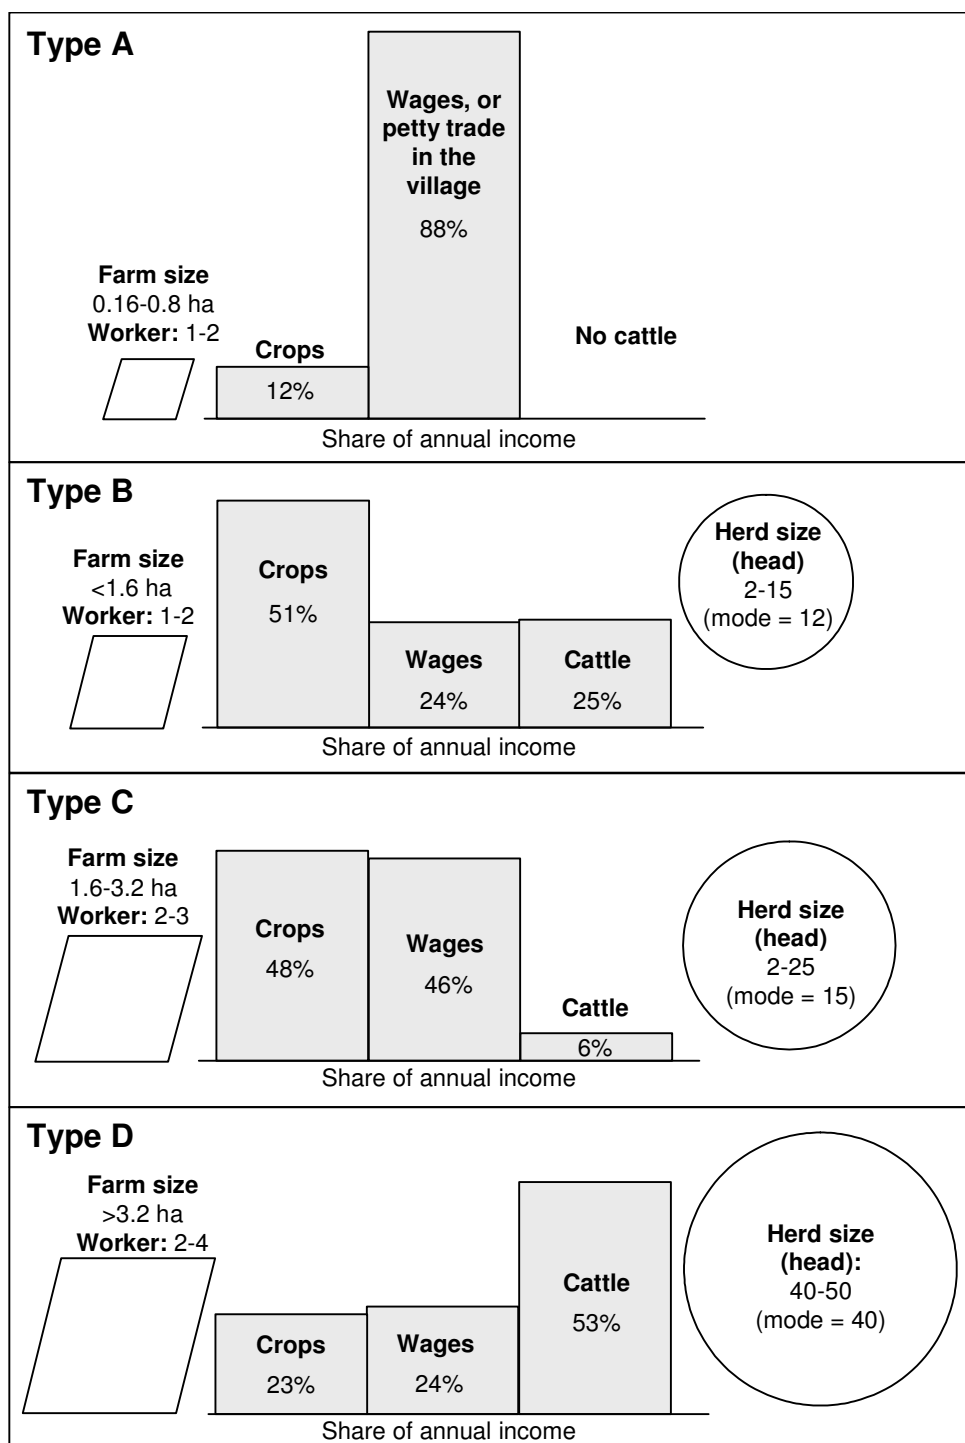 Type A
Wages, or
petty trade
in the
village
88%
Farm size
0.16-0.8 ha
Worker: 1-2
Crops
12%
No cattle
Share of annual income
Type B
Farm size
<1.6 ha
Worker: 1-2
Crops
51%
Wages
24%
Cattle
25%
Herd size
(head)
2-15
(mode = 12)
Share of annual income
Type C
Farm size
1.6-3.2 ha
Worker: 2-3
Crops
48%
Wages
46%
Cattle
6%
Herd size
(head)
2-25
(mode = 15)
Share of annual income
Type D
Farm size
>3.2 ha
Worker: 2-4
Crops
23%
Wages
24%
Cattle
53%
Herd size
(head):
40-50
(mode = 40)
Share of annual income